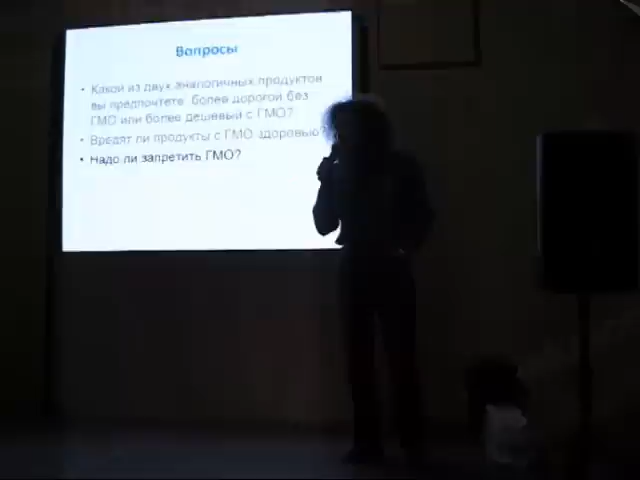 Вопросы
• Какой из двух аналогичных продуктов
вы предпочтете: более дорогой без
ГМО или более дешевый с ГМО?
• Вредят ли продукты с ГМО здоровью?
• Надо ли запретить ГМО?